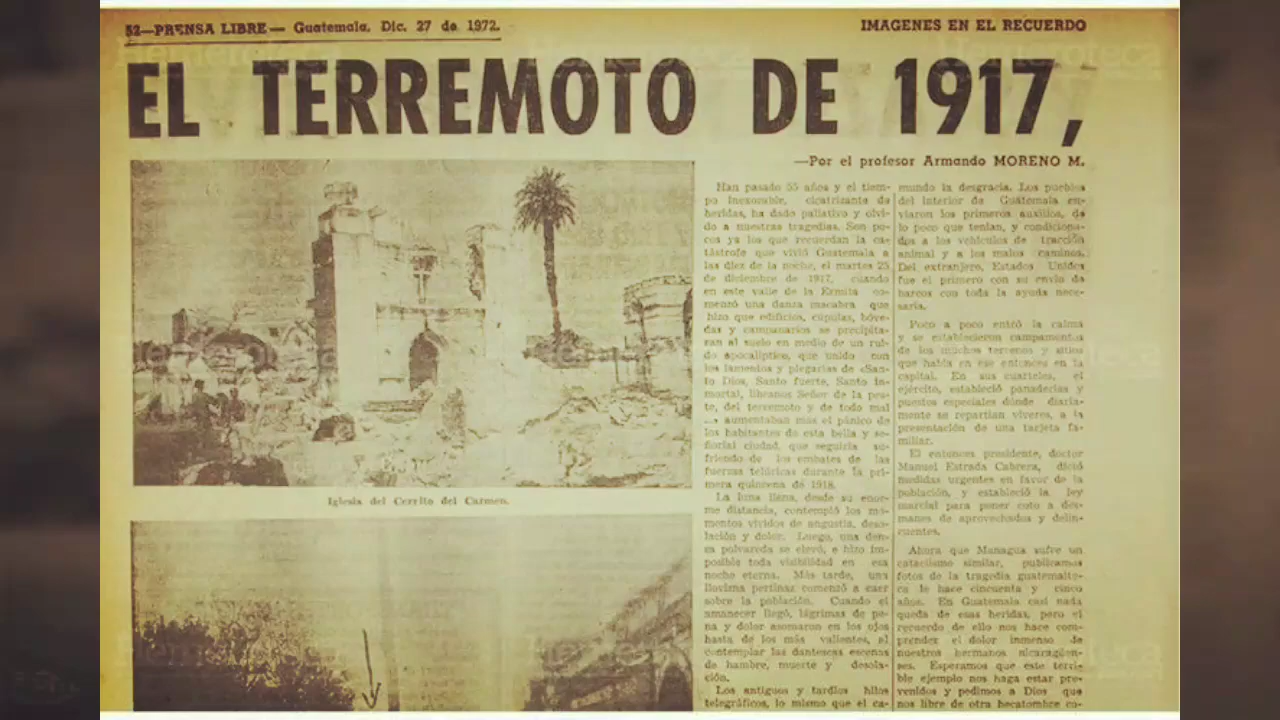 52—PRENSA LIBRE— Guatemala, Dic. 27 de 1972.
IMAGENES EN EL RECUERDO
EL TERREMOTO DE 1917,
—Por el profesor Armando MORENO M.
Iglesia del Cerrito del Carmen.
Han pasado 55 años y el tiem-
po inexorable, cicatrizante de
heridas, ha dado paliativo y olvi-
do a nuestras tragedias. Son po-
cos ya los que recuerdan la ca-
tástrofe que vivió Guatemala a
las diez de la noche, el martes 25
de diciembre de 1917, cuando
en este valle de la Ermita co-
menzó una danza macabra que
hizo que edificios, cúpulas, bóve-
das y campanarios se precipita-
ran al suelo en medio de un rui-
do apocalíptico, que unido con
los lamentos y plegarias de «San-
to Dios, Santo fuerte, Santo in-
mortal, líbranos Señor de la pes-
te, del terremoto y de todo mal
... aumentaban más el pánico de
los habitantes de esta bella y se-
ñorial ciudad, que seguiría su-
friendo de los embates de las
fuerzas telúricas durante la pri-
mera quincena de 1918.
La luna llena, desde su enor-
me distancia, contempló los mo-
mentos vividos de angustia, deso-
lación y dolor. Luego, una den-
sa polvareda se elevó, e hizo im-
posible toda visibilidad en esa
noche eterna. Más tarde, una
llovizna pertinaz comenzó a caer
sobre la población. Cuando el
amanecer llegó, lágrimas de pe-
na y dolor asomaron en los ojos
hasta de los más valientes, al
contemplar las dantescas escenas
de hambre, muerte y desola-
ción.
Los antiguos y tardíos hilos
telegráficos, lo mismo que el ca-
mundo la desgracia. Los pueblos
del interior de Guatemala en-
viaron los primeros auxilios, de
lo poco que tenían, y condiciona-
dos a los vehículos de tracción
animal y a los malos caminos.
Del extranjero, Estados Unidos
fue el primero con su envío de
barcos con toda la ayuda nece-
saria.
Poco a poco entró la calma
y se establecieron campamentos
de los muchos terrenos y sitios
que había en ese entonces en la
capital. En sus cuarteles, el
ejército, estableció panaderías y
puestos especiales donde diaria-
mente se repartían víveres, a la
presentación de una tarjeta fa-
miliar.
El entonces presidente, doctor
Manuel Estrada Cabrera, dictó
medidas urgentes en favor de la
población, y estableció la ley
marcial para poner coto a des-
manes de aprovechados y delin-
cuentes.
Ahora que Managua sufre un
cataclismo similar, publicamos
fotos de la tragedia guatemalte-
ca de hace cincuenta y cinco
años. En Guatemala casi nada
queda de esas heridas, pero el
recuerdo de ello nos hace com-
prender el dolor inmenso de
nuestros hermanos nicaragüen-
ses. Esperamos que este terri-
ble ejemplo nos haga estar pre-
venidos y pedimos a Dios que
nos libre de otra hecatombe co-
Hemeroteca